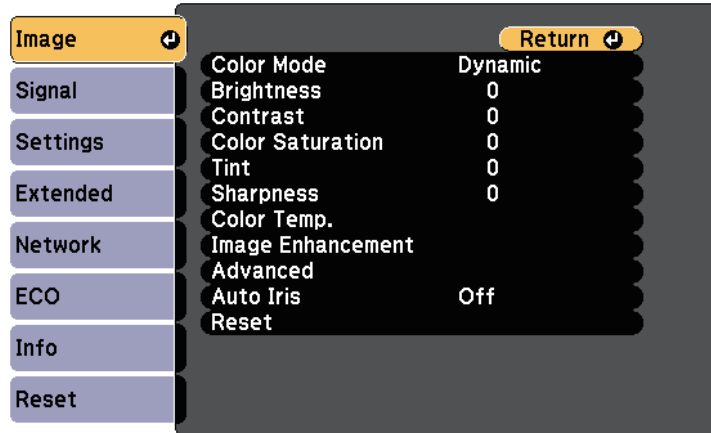 Image
Signal
Settings
Extended
Network
ECO
Info
Reset
Return
Color Mode Dynamic
Brightness 0
Contrast 0
Color Saturation 0
Tint 0
Sharpness 0
Color Temp.
Image Enhancement
Advanced
Auto Iris Off
Reset